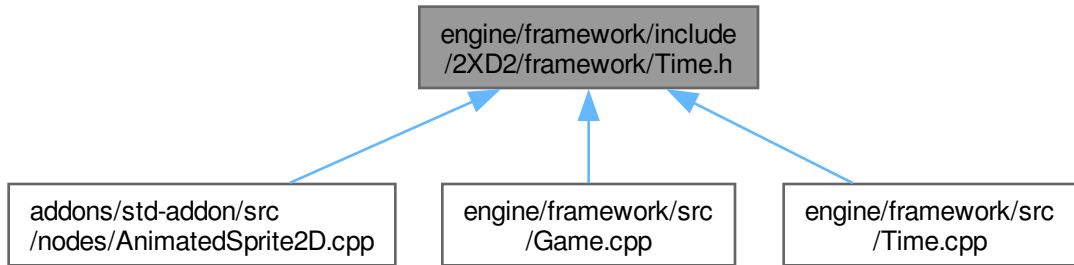 engine/framework/include
/2XD2/framework/Time.h
addons/std-addon/src
/nodes/AnimatedSprite2D.cpp
engine/framework/src
/Game.cpp
engine/framework/src
/Time.cpp